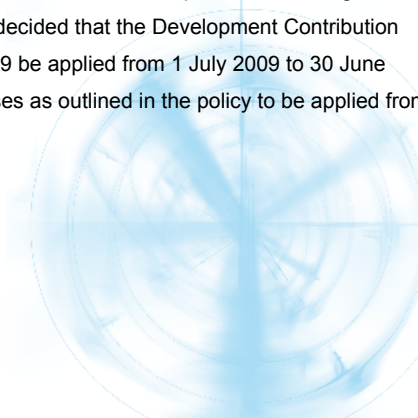 decided that the Development Contribution
9 be applied from 1 July 2009 to 30 June
es as outlined in the policy to be applied from